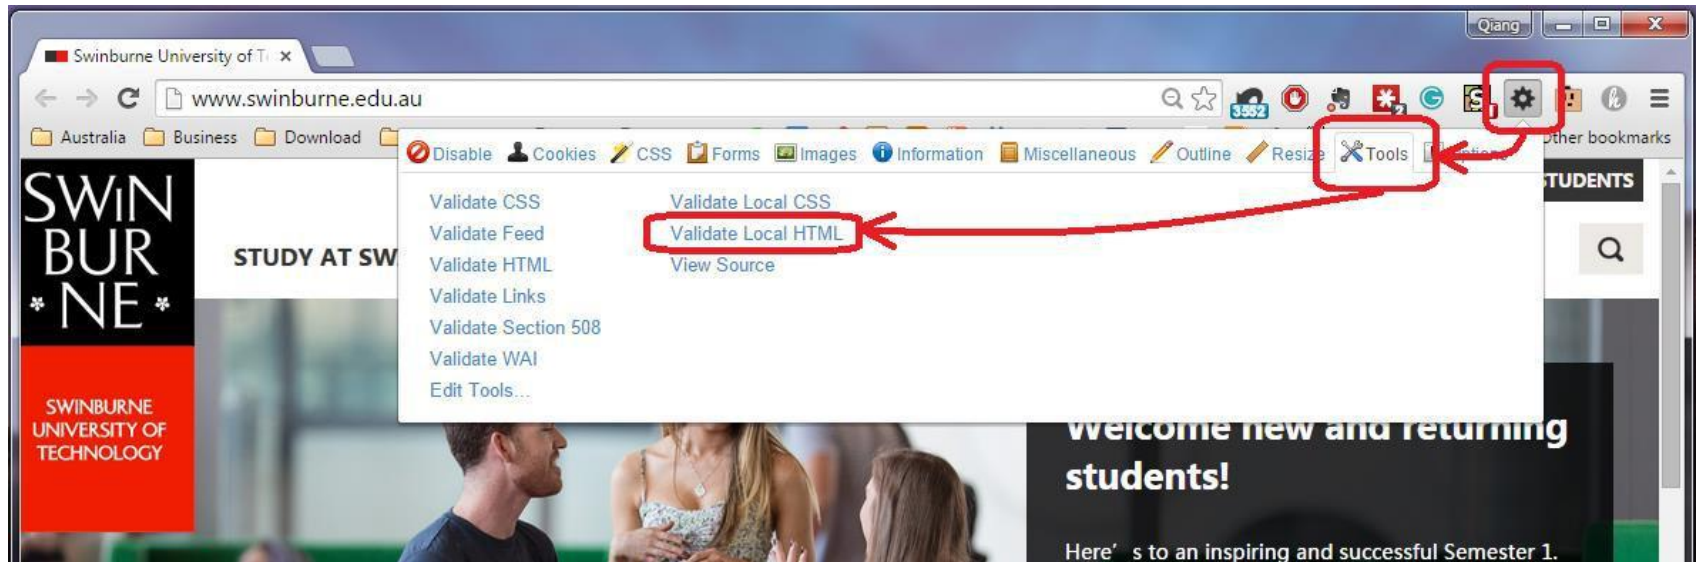 Qiang
Swinburne University of T
www.swinburne.edu.au
3552
2
Australia Business Download
Other bookmarks
Disable Cookies CSS Forms Images Information Miscellaneous Outline Resize Tools Options
Validate CSS Validate Local CSS
Validate Feed Validate Local HTML
Validate HTML View Source
Validate Links
Validate Section 508
Validate WAI
Edit Tools...
SWIN
BUR
* NE *
SWINBURNE
UNIVERSITY OF
TECHNOLOGY
STUDY AT SW
STUDENTS
Welcome new and returning
students!
Here's to an inspiring and successful Semester 1.